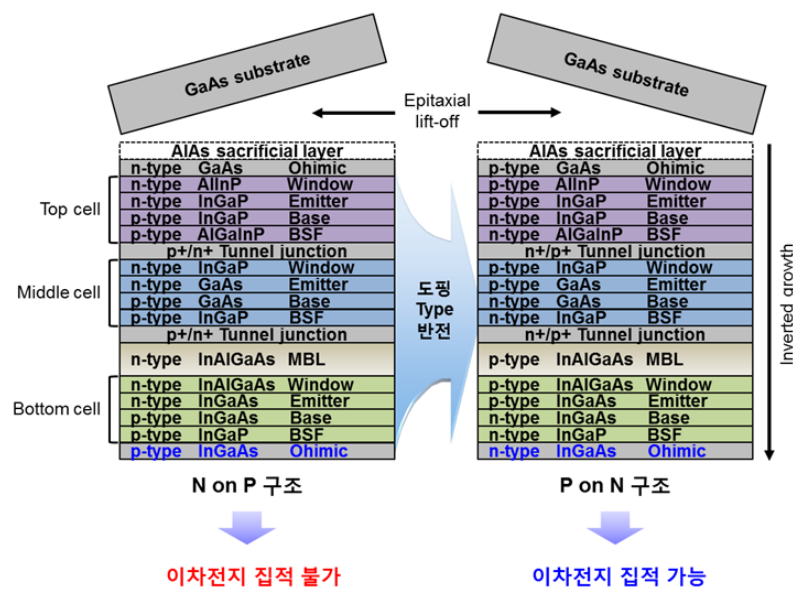 GaAs substrate
GaAs substrate
Epitaxial
lift-off
AlAs sacrificial layer
n-type GaAs Ohimic
Top cell
n-type AlInP Window
n-type InGaP Emitter
p-type InGaP Base
p-type AlGaInP BSF
p+/n+ Tunnel junction
Middle cell
n-type InGaP Window
n-type GaAs Emitter
p-type GaAs Base
p-type InGaP BSF
p+/n+ Tunnel junction
n-type InAlGaAs MBL
Bottom cell
n-type InAlGaAs Window
n-type InGaAs Emitter
p-type InGaAs Base
p-type InGaP BSF
p-type InGaAs Ohimic
N on P 구조
이차전지 집적 불가
도핑
Type
반전
AlAs sacrificial layer
p-type GaAs Ohimic
p-type AlInP Window
p-type InGaP Emitter
n-type InGaP Base
n-type AlGaInP BSF
n+/p+ Tunnel junction
p-type InGaP Window
p-type GaAs Emitter
n-type GaAs Base
n-type InGaP BSF
n+/p+ Tunnel junction
p-type InAlGaAs MBL
p-type InAlGaAs Window
p-type InGaAs Emitter
n-type InGaAs Base
n-type InGaP BSF
n-type InGaAs Ohimic
P on N 구조
이차전지 집적 가능
Inverted growth